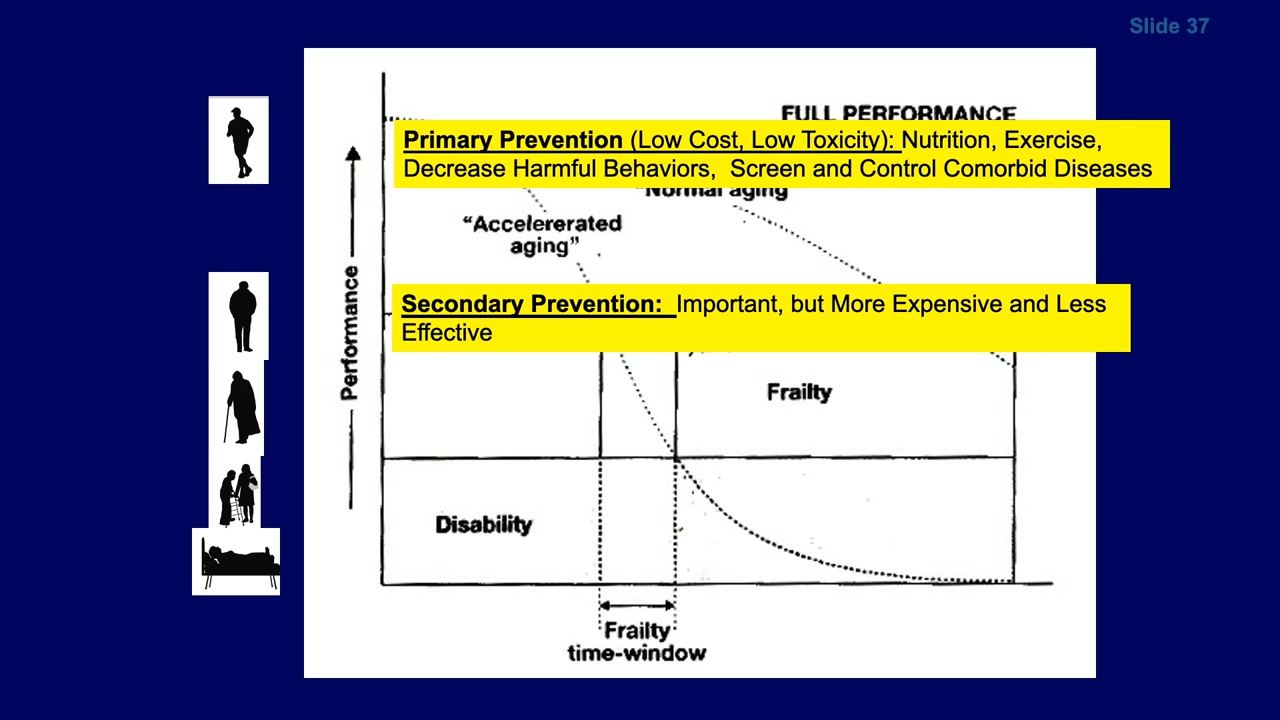 Slide 37
FULL PERFORMANCE
Primary Prevention (Low Cost, Low Toxicity): Nutrition, Exercise,
Decrease Harmful Behaviors, Screen and Control Comorbid Diseases
"Normal aging
“Accelererated
aging”
Performance
Secondary Prevention: Important, but More Expensive and Less
Effective
Frailty
Disability
Frailty
time-window